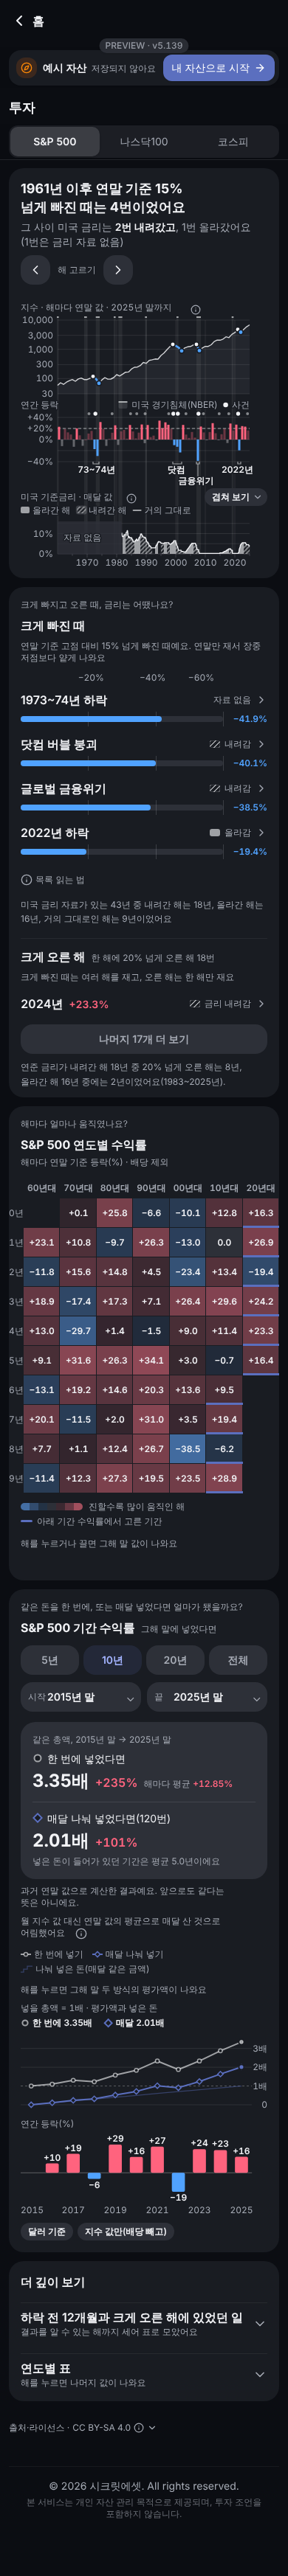 홈
PREVIEW · v5.139
예시 자산 저장되지 않아요
내 자산으로 시작 →
투자
S&P 500
나스닥100
코스피
1961년 이후 연말 기준 15%
넘게 빠진 때는 4번이었어요
그 사이 미국 금리는 2번 내려갔고, 1번 올라갔어요
(1번은 금리 자료 없음)
해 고르기
지수 · 해마다 연말 값 · 2025년 말까지
10,000
3,000
1,000
300
100
30
연간 등락
미국 경기침체(NBER)
사건
+40%
+20%
0%
−40%
73~74년
닷컴
2022년
금융위기
미국 기준금리 · 매달 값
겹쳐 보기
올라간 해
내려간 해
거의 그대로
10%
0%
자료 없음
1970 1980 1990 2000 2010 2020
크게 빠지고 오른 때, 금리는 어땠나요?
크게 빠진 때
연말 기준 고점 대비 15% 넘게 빠진 때예요. 연말만 재서 장중
저점보다 얕게 나와요
−20% −40% −60%
1973~74년 하락
자료 없음
−41.9%
닷컴 버블 붕괴
내려감
−40.1%
글로벌 금융위기
내려감
−38.5%
2022년 하락
올라감
−19.4%
목록 읽는 법
미국 금리 자료가 있는 43년 중 내려간 해는 18년, 올라간 해는
16년, 거의 그대로인 해는 9년이었어요
크게 오른 해 한 해에 20% 넘게 오른 해 18번
크게 빠진 때는 여러 해를 재고, 오른 해는 한 해만 재요
2024년 +23.3%
금리 내려감
나머지 17개 더 보기
연준 금리가 내려간 해 18년 중 20% 넘게 오른 해는 8년,
올라간 해 16년 중에는 2년이었어요(1983~2025년).
해마다 얼마나 움직였나요?
S&P 500 연도별 수익률
해마다 연말 기준 등락(%) · 배당 제외
60년대 70년대 80년대 90년대 00년대 10년대 20년대
0년 +0.1 +25.8 −6.6 −10.1 +12.8 +16.3
1년 +23.1 +10.8 −9.7 +26.3 −13.0 0.0 +26.9
2년 −11.8 +15.6 +14.8 +4.5 −23.4 +13.4 −19.4
3년 +18.9 −17.4 +17.3 +7.1 +26.4 +29.6 +24.2
4년 +13.0 −29.7 +1.4 −1.5 +9.0 +11.4 +23.3
5년 +9.1 +31.6 +26.3 +34.1 +3.0 −0.7 +16.4
6년 −13.1 +19.2 +14.6 +20.3 +13.6 +9.5
7년 +20.1 −11.5 +2.0 +31.0 +3.5 +19.4
8년 +7.7 +1.1 +12.4 +26.7 −38.5 −6.2
9년 −11.4 +12.3 +27.3 +19.5 +23.5 +28.9
진할수록 많이 움직인 해
아래 기간 수익률에서 고른 기간
해를 누르거나 끌면 그해 말 값이 나와요
같은 돈을 한 번에, 또는 매달 넣었다면 얼마가 됐을까요?
S&P 500 기간 수익률 그해 말에 넣었다면
5년
10년
20년
전체
시작 2015년 말
끝 2025년 말
같은 총액, 2015년 말 → 2025년 말
한 번에 넣었다면
3.35배 +235% 해마다 평균 +12.85%
매달 나눠 넣었다면(120번)
2.01배 +101%
넣은 돈이 들어가 있던 기간은 평균 5.0년이에요
과거 연말 값으로 계산한 결과예요. 앞으로도 같다는
뜻은 아니에요.
월 지수 값 대신 연말 값의 평균으로 매달 산 것으로
어림했어요
한 번에 넣기
매달 나눠 넣기
나눠 넣은 돈(매달 같은 금액)
해를 누르면 그해 말 두 방식의 평가액이 나와요
넣을 총액 = 1배 · 평가액과 넣은 돈
한 번에 3.35배
매달 2.01배
3배
2배
1배
0
연간 등락(%)
+10 +19 −6 +29 +16 +27 −19 +24 +23 +16
2015 2017 2019 2021 2023 2025
달러 기준
지수 값만(배당 빼고)
더 깊이 보기
하락 전 12개월과 크게 오른 해에 있었던 일
결과를 알 수 있는 해까지 세어 표로 모았어요
연도별 표
해를 누르면 나머지 값이 나와요
출처·라이선스 · CC BY-SA 4.0
© 2026 시크릿에셋. All rights reserved.
본 서비스는 개인 자산 관리 목적으로 제공되며, 투자 조언을
포함하지 않습니다.